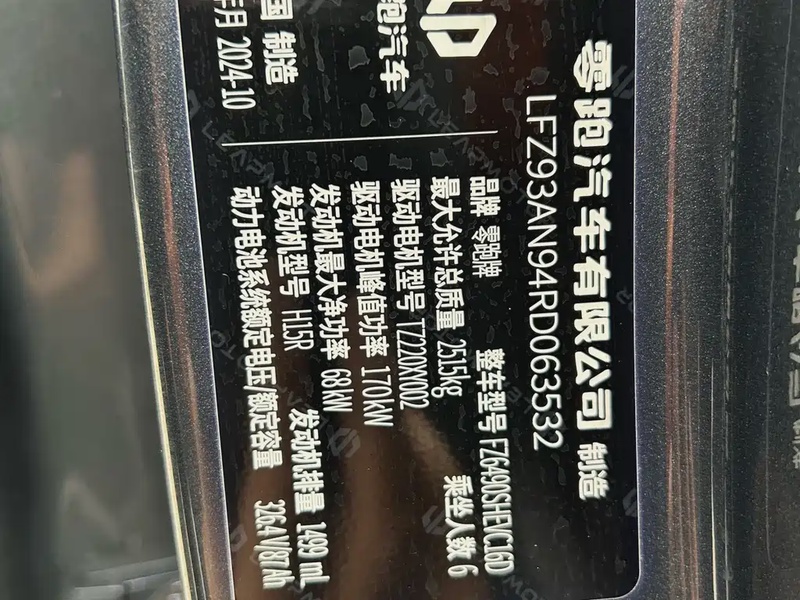 零跑汽车有限公司 制造
LFZ93AN94RD063532
跑汽车
国 制造
年月 2024-10
品牌 零跑牌 整车型号 FZ6490SHEVC16D
最大允许总质量 2515kg 乘坐人数 6
驱动电机型号 TZ220XY002
驱动电机峰值功率 170kW
发动机最大净功率 68kW
发动机型号 H15R 发动机排量 1499 mL
动力电池系统额定电压/额定容量 326.4 V/87 Ah